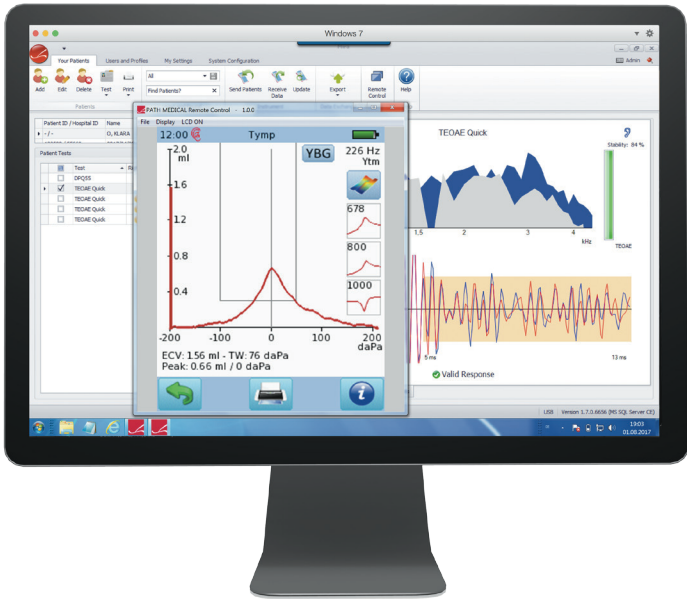 Windows 7
Your Patients Users and Profiles My Settings System Configuration
Admin
Add Edit Delete Test Print
All
Find Patients? X
Send Patients Receive Data Update Export Remote Control Help
Patients
Patient ID / Hospital ID Name
- / - O, KLARA
Patient Tests
Test
DPQS5
TEOAE Quick
TEOAE Quick
TEOAE Quick
PATH MEDICAL Remote Control - 1.0.0
File Display LCD ON
12:00 Tymp
2.0
ml
1.6
1.2
0.8
0.4
YBG
226 Hz
Ytm
678
800
1000
-200 -100 0 100 200
daPa
ECV: 1.56 ml - TW: 76 daPa
Peak: 0.66 ml / 0 daPa
TEOAE Quick
Stability: 84 %
1,5 2 3 4
kHz
TEOAE
5 ms 13 ms
Valid Response
USB Version 1.7.0.6656 (MS SQL Server CE)
19:03
01.08.2017